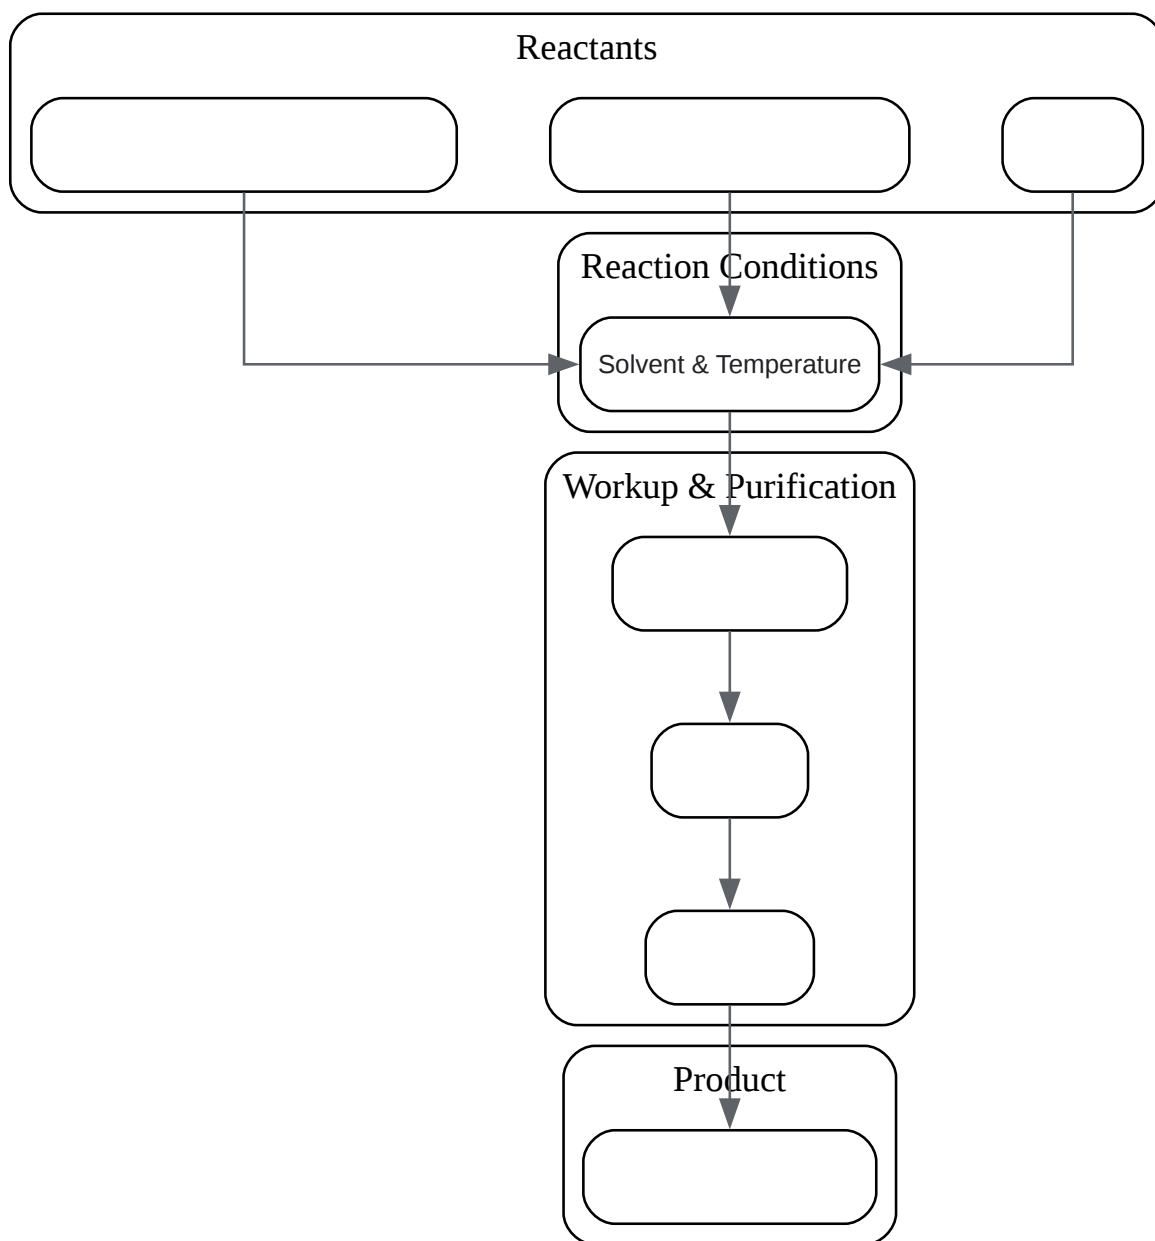 Reactants
Reaction Conditions
Solvent & Temperature
Workup & Purification
Product